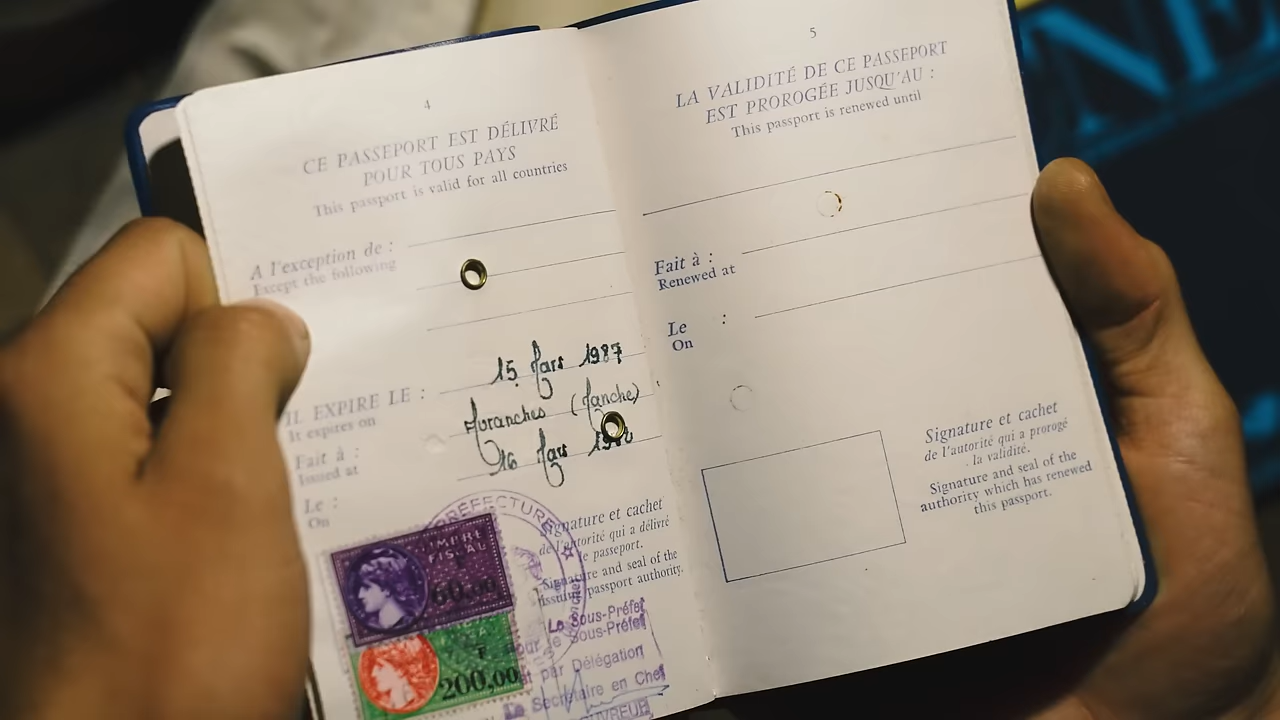 4
CE PASSEPORT EST DÉLIVRÉ
POUR TOUS PAYS
This passport is valid for all countries
A l'exception de :
Except the following
IL EXPIRE LE : 15 Mars 1987
It expires on
Fait à : Avranches (Manche)
Issued at
Le : 16 Mars
On
PRÉFECTURE
Signature et cachet
de l'autorité qui a délivré
le passeport.
Signature and seal of the
issuing passport authority.
FISCAL
60,00
200,00
Le Sous-Préfet
Pour le Sous-Préfet
et par Délégation
Le Secrétaire en Chef
5
LA VALIDITÉ DE CE PASSEPORT
EST PROROGÉE JUSQU'AU :
This passport is renewed until
Fait à :
Renewed at
Le :
On
Signature et cachet
de l'autorité qui a prorogé
la validité.
Signature and seal of the
authority which has renewed
this passport.
NE